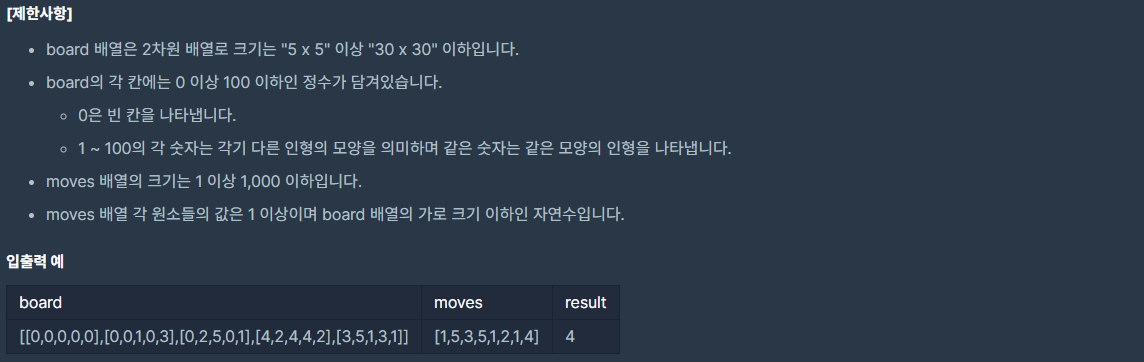 [제한사항]
board 배열은 2차원 배열로 크기는 "5 x 5" 이상 "30 x 30" 이하입니다.
board의 각 칸에는 0 이상 100 이하인 정수가 담겨있습니다.
0은 빈 칸을 나타냅니다.
1 ~ 100의 각 숫자는 각기 다른 인형의 모양을 의미하며 같은 숫자는 같은 모양의 인형을 나타냅니다.
moves 배열의 크기는 1 이상 1,000 이하입니다.
moves 배열 각 원소들의 값은 1 이상이며 board 배열의 가로 크기 이하인 자연수입니다.
입출력 예
board moves result
[[0,0,0,0,0],[0,0,1,0,3],[0,2,5,0,1],[4,2,4,4,2],[3,5,1,3,1]] [1,5,3,5,1,2,1,4] 4